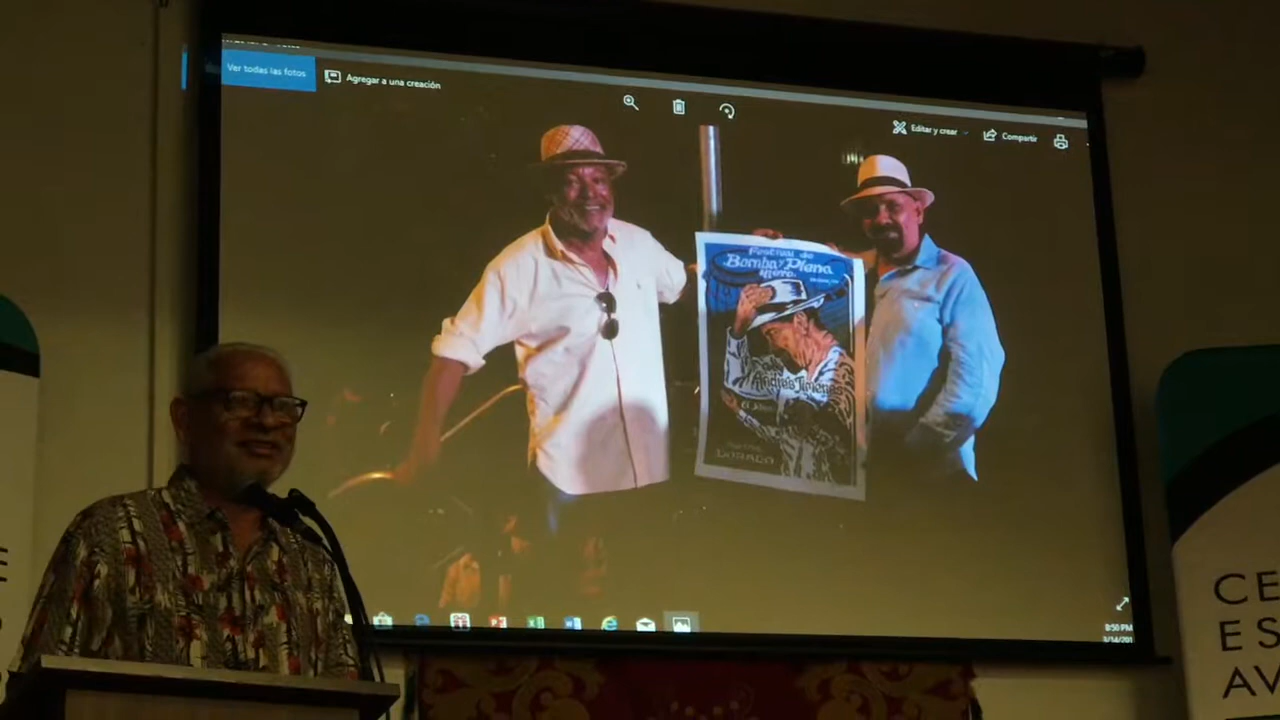 Ver todas las fotos
Agregar a una creación
Editar y crear
Compartir
Festival de
Bomba y Plena
Andrés Jiménez
DORADO
8:50 PM
CE
ES
AV